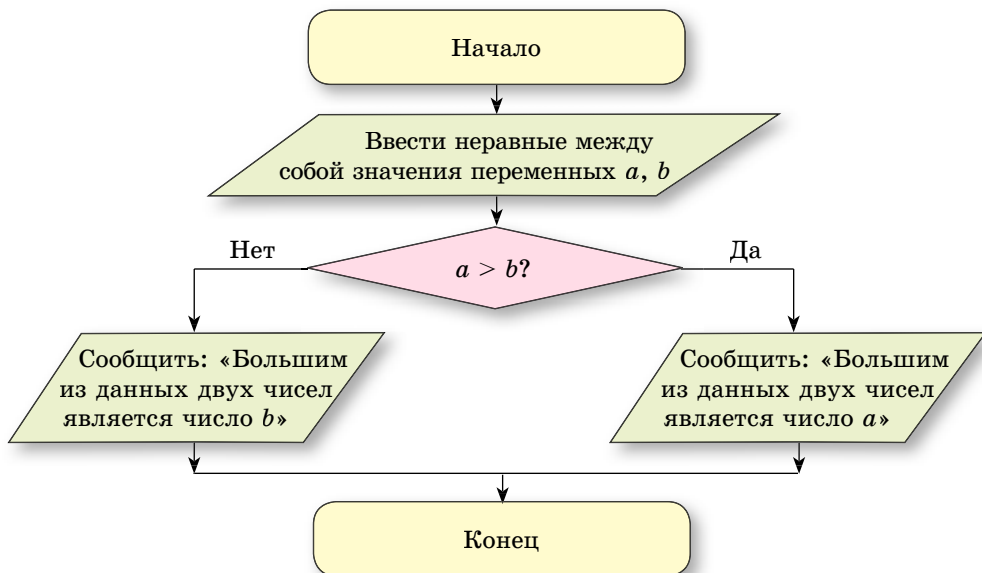 Начало
Ввести неравные между
собой значения переменных a, b
Нет
a > b?
Да
Сообщить: «Большим
из данных двух чисел
является число b»
Сообщить: «Большим
из данных двух чисел
является число a»
Конец